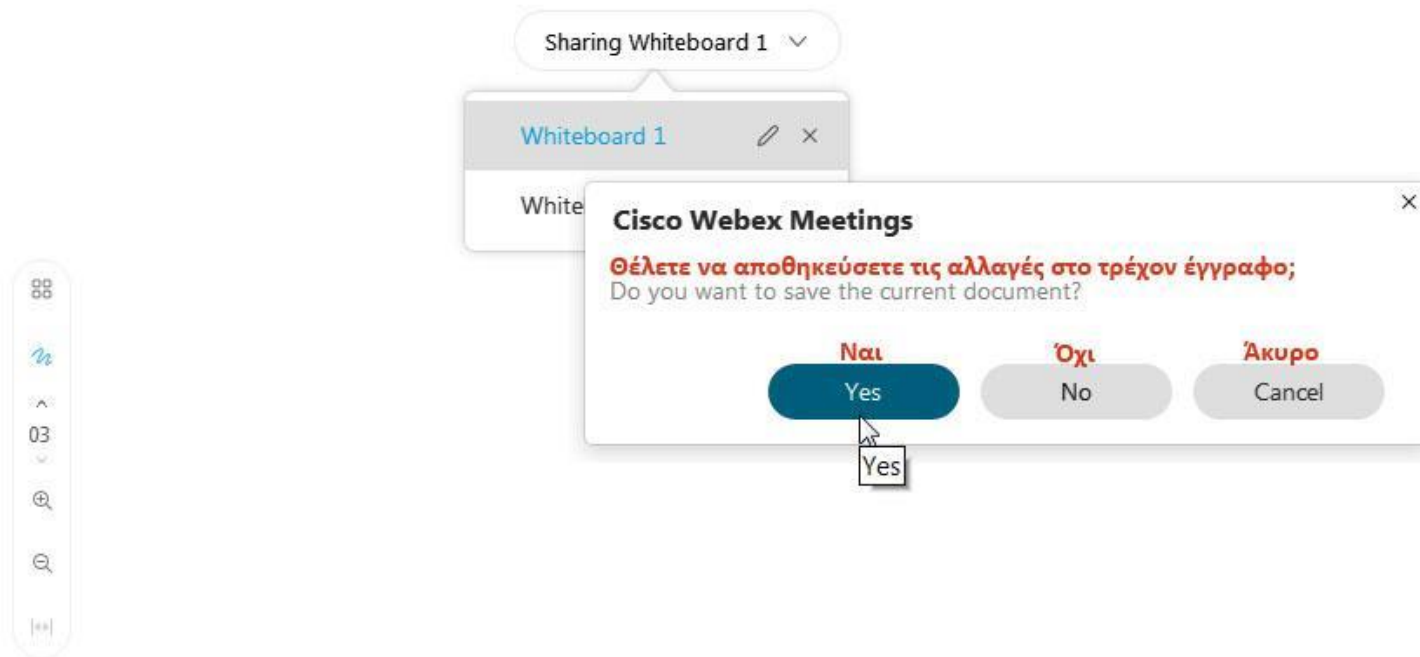 Sharing Whiteboard 1
Whiteboard 1
White
Cisco Webex Meetings
Θέλετε να αποθηκεύσετε τις αλλαγές στο τρέχον έγγραφο;
Do you want to save the current document?
Ναι Όχι Άκυρο
Yes No Cancel
Yes
03